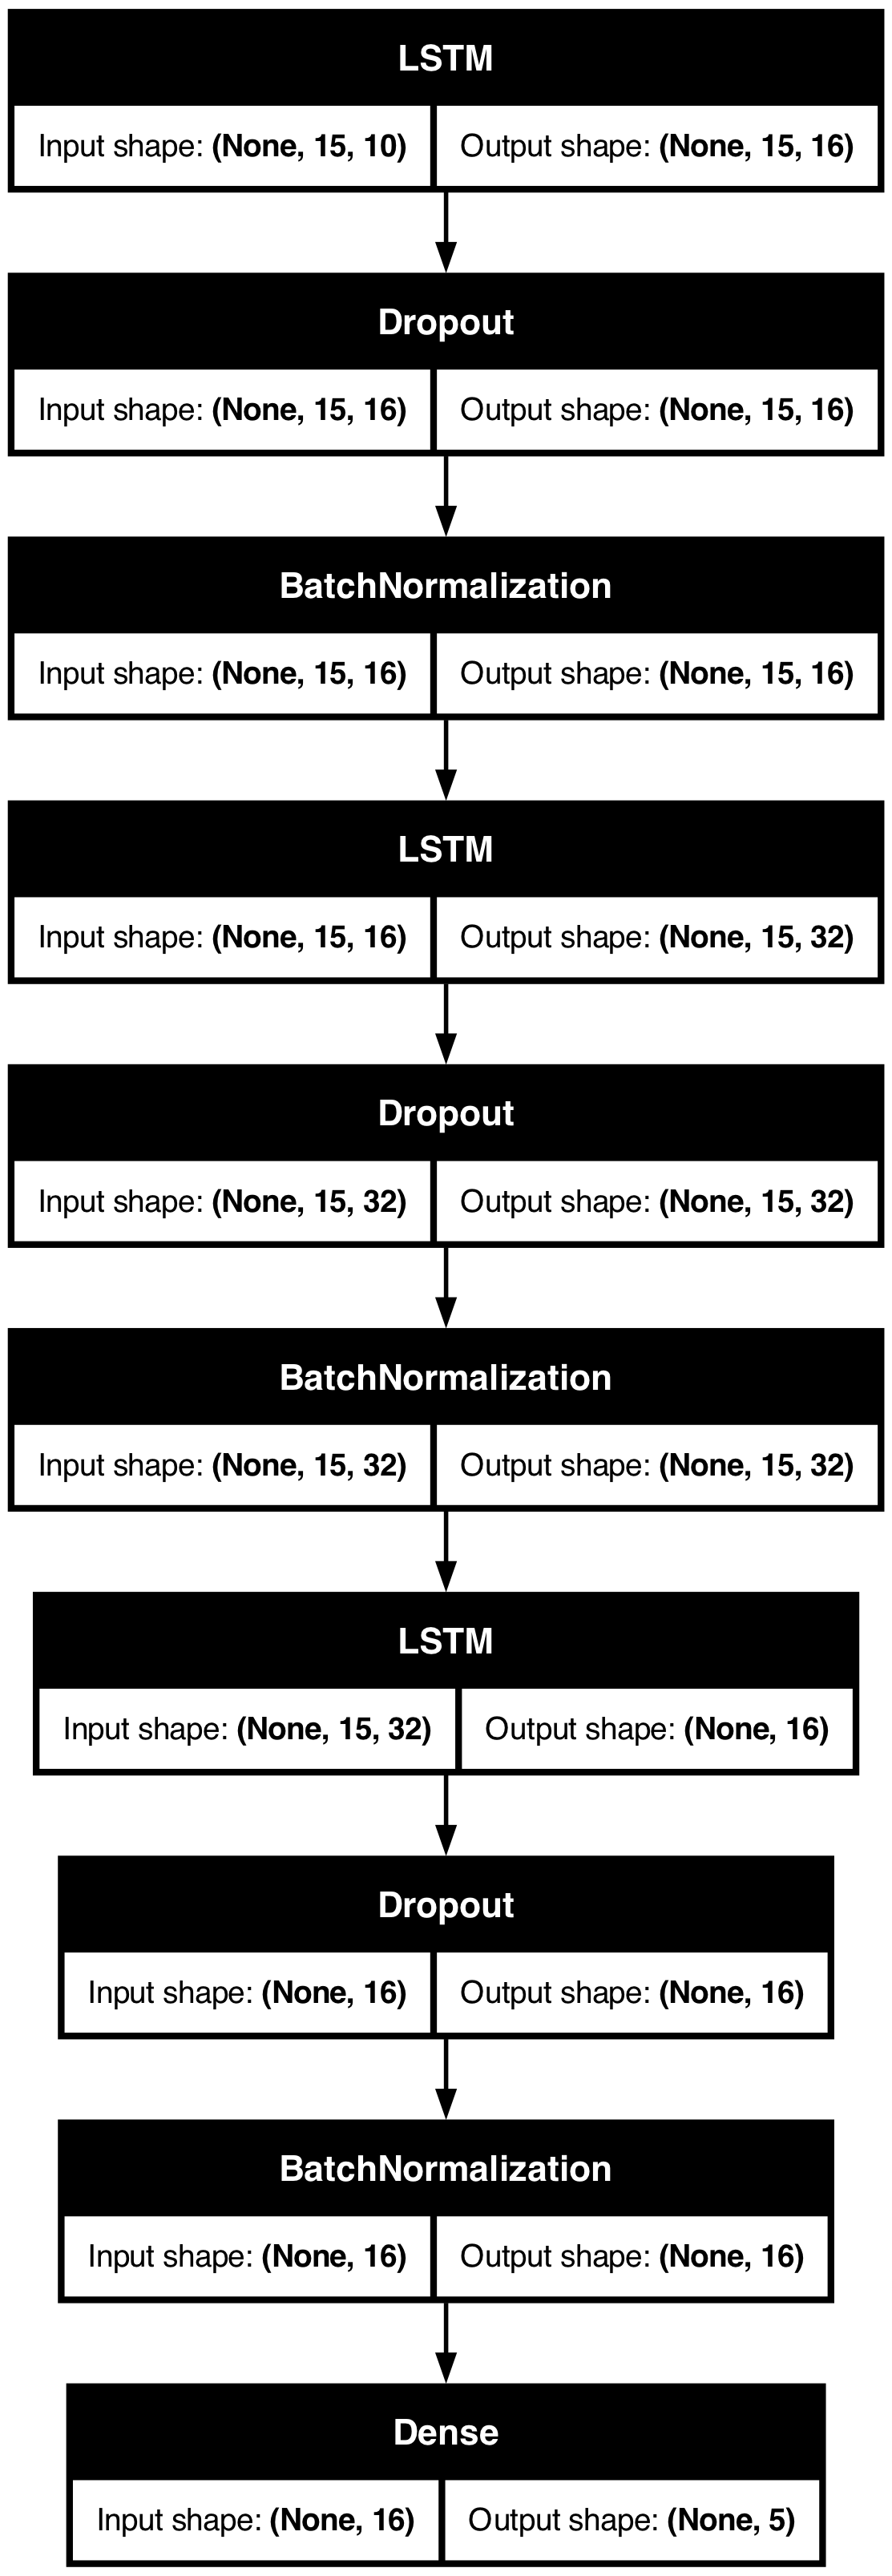 LSTM
Input shape: (None, 15, 10) Output shape: (None, 15, 16)
Dropout
Input shape: (None, 15, 16) Output shape: (None, 15, 16)
BatchNormalization
Input shape: (None, 15, 16) Output shape: (None, 15, 16)
LSTM
Input shape: (None, 15, 16) Output shape: (None, 15, 32)
Dropout
Input shape: (None, 15, 32) Output shape: (None, 15, 32)
BatchNormalization
Input shape: (None, 15, 32) Output shape: (None, 15, 32)
LSTM
Input shape: (None, 15, 32) Output shape: (None, 16)
Dropout
Input shape: (None, 16) Output shape: (None, 16)
BatchNormalization
Input shape: (None, 16) Output shape: (None, 16)
Dense
Input shape: (None, 16) Output shape: (None, 5)